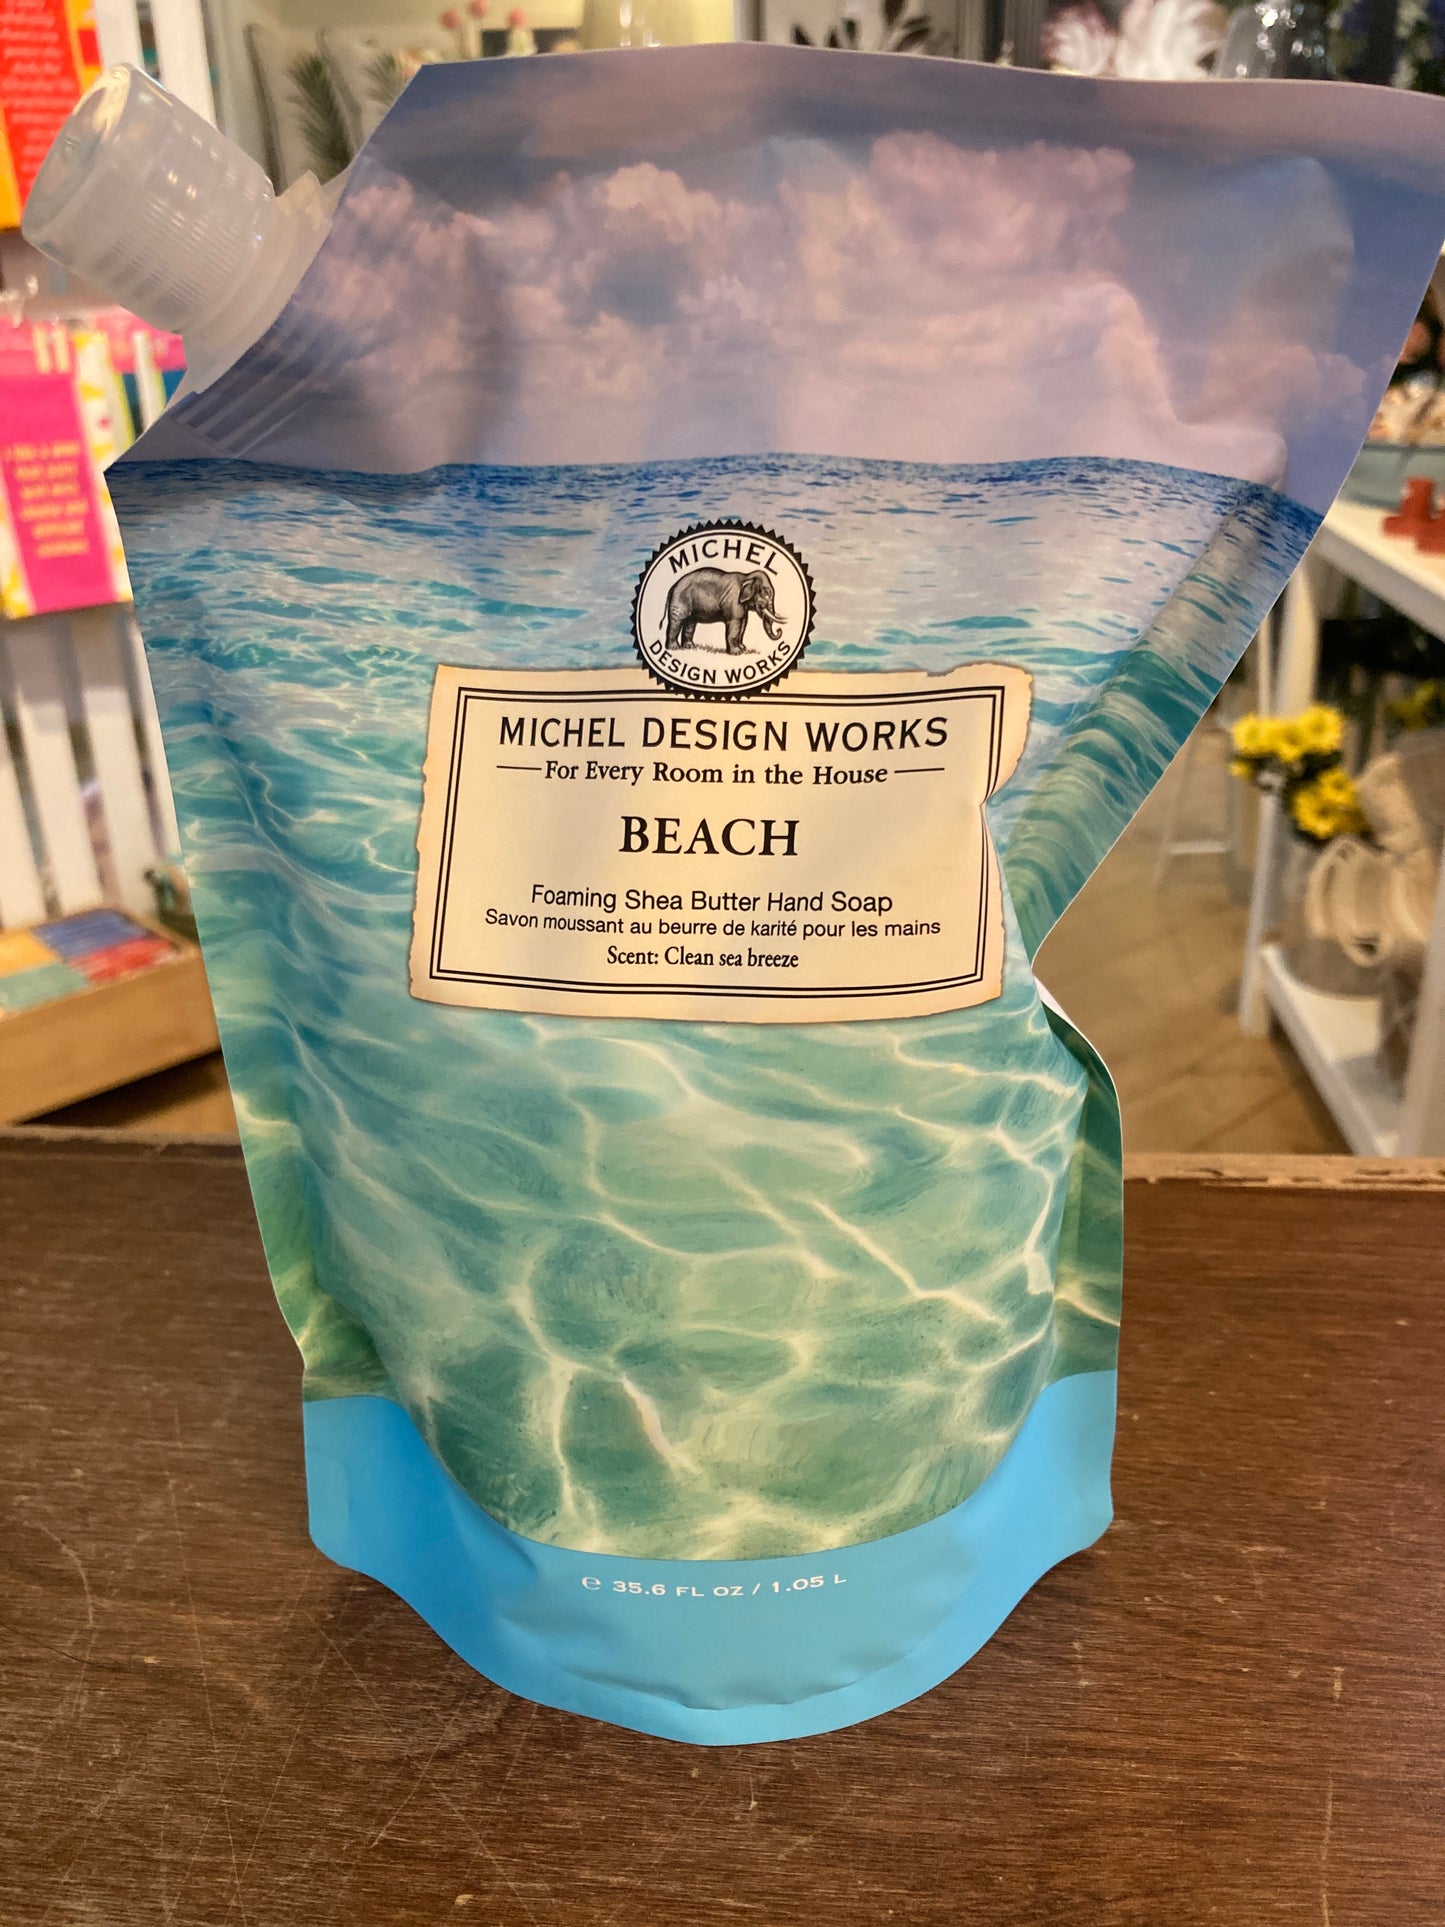 MICHEL
DESIGN WORKS
MICHEL DESIGN WORKS
For Every Room in the House
BEACH
Foaming Shea Butter Hand Soap
Savon moussant au beurre de karité pour les mains
Scent: Clean sea breeze
℮ 35.6 FL OZ / 1.05 L